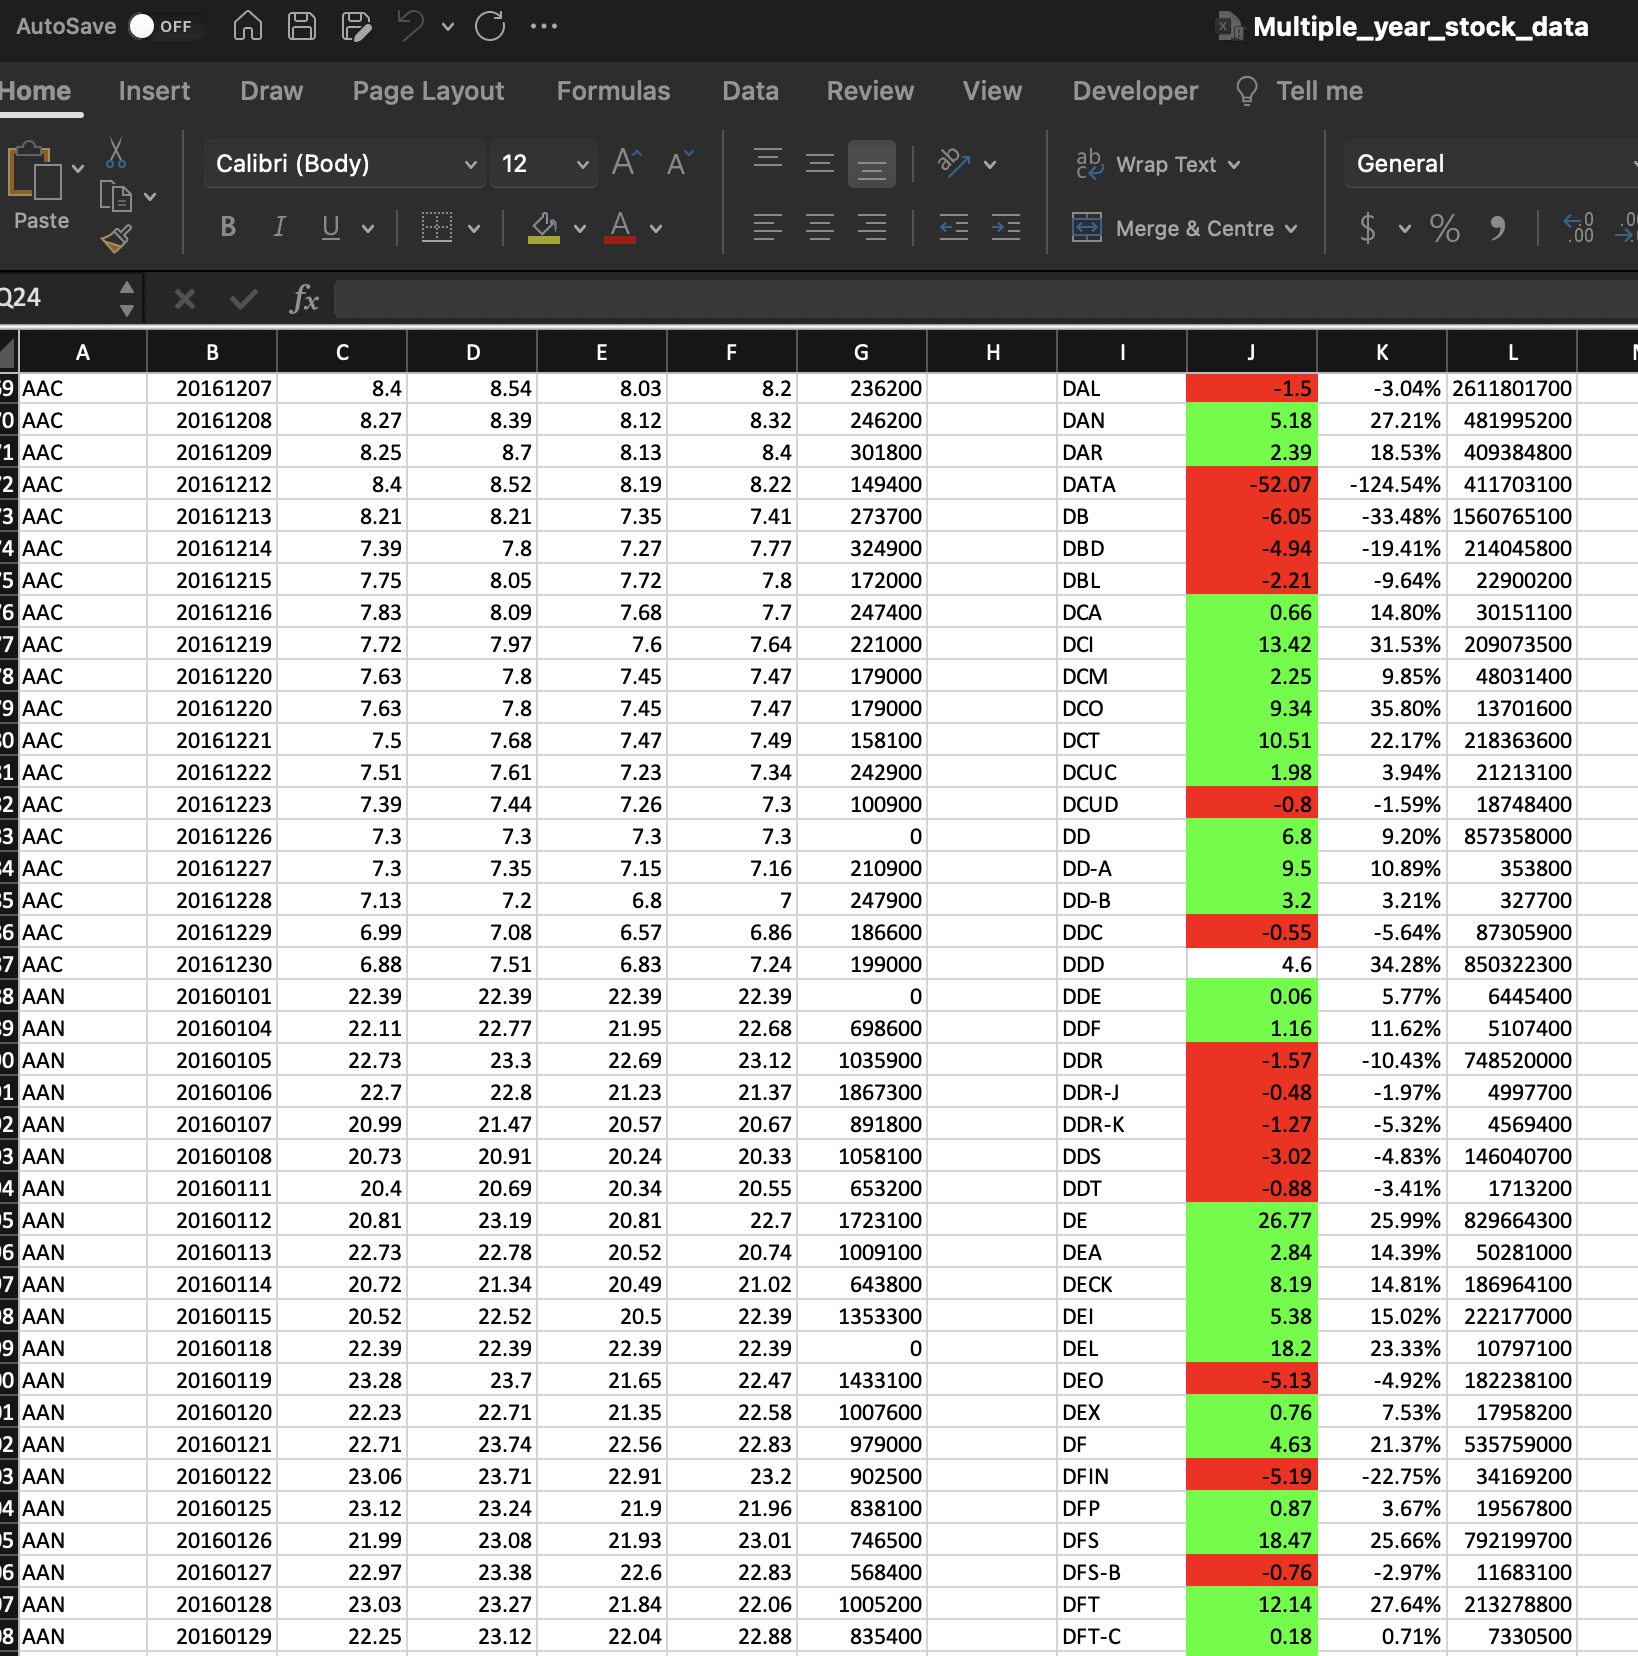 AutoSave OFF Multiple_year_stock_data
Home Insert Draw Page Layout Formulas Data Review View Developer Tell me
Calibri (Body) 12 A A ab c Wrap Text General
Paste B I U A Merge & Centre $ % 9 .0 .00
Q24 fx
A B C D E F G H I J K L
9 AAC 20161207 8.4 8.54 8.03 8.2 236200 DAL -1.5 -3.04% 2611801700
0 AAC 20161208 8.27 8.39 8.12 8.32 246200 DAN 5.18 27.21% 481995200
1 AAC 20161209 8.25 8.7 8.13 8.4 301800 DAR 2.39 18.53% 409384800
2 AAC 20161212 8.4 8.52 8.19 8.22 149400 DATA -52.07 -124.54% 411703100
3 AAC 20161213 8.21 8.21 7.35 7.41 273700 DB -6.05 -33.48% 1560765100
4 AAC 20161214 7.39 7.8 7.27 7.77 324900 DBD -4.94 -19.41% 214045800
5 AAC 20161215 7.75 8.05 7.72 7.8 172000 DBL -2.21 -9.64% 22900200
6 AAC 20161216 7.83 8.09 7.68 7.7 247400 DCA 0.66 14.80% 30151100
7 AAC 20161219 7.72 7.97 7.6 7.64 221000 DCI 13.42 31.53% 209073500
8 AAC 20161220 7.63 7.8 7.45 7.47 179000 DCM 2.25 9.85% 48031400
9 AAC 20161220 7.63 7.8 7.45 7.47 179000 DCO 9.34 35.80% 13701600
0 AAC 20161221 7.5 7.68 7.47 7.49 158100 DCT 10.51 22.17% 218363600
1 AAC 20161222 7.51 7.61 7.23 7.34 242900 DCUC 1.98 3.94% 21213100
2 AAC 20161223 7.39 7.44 7.26 7.3 100900 DCUD -0.8 -1.59% 18748400
3 AAC 20161226 7.3 7.3 7.3 7.3 0 DD 6.8 9.20% 857358000
4 AAC 20161227 7.3 7.35 7.15 7.16 210900 DD-A 9.5 10.89% 353800
5 AAC 20161228 7.13 7.2 6.8 7 247900 DD-B 3.2 3.21% 327700
6 AAC 20161229 6.99 7.08 6.57 6.86 186600 DDC -0.55 -5.64% 87305900
7 AAC 20161230 6.88 7.51 6.83 7.24 199000 DDD 4.6 34.28% 850322300
8 AAN 20160101 22.39 22.39 22.39 22.39 0 DDE 0.06 5.77% 6445400
9 AAN 20160104 22.11 22.77 21.95 22.68 698600 DDF 1.16 11.62% 5107400
0 AAN 20160105 22.73 23.3 22.69 23.12 1035900 DDR -1.57 -10.43% 748520000
1 AAN 20160106 22.7 22.8 21.23 21.37 1867300 DDR-J -0.48 -1.97% 4997700
2 AAN 20160107 20.99 21.47 20.57 20.67 891800 DDR-K -1.27 -5.32% 4569400
3 AAN 20160108 20.73 20.91 20.24 20.33 1058100 DDS -3.02 -4.83% 146040700
4 AAN 20160111 20.4 20.69 20.34 20.55 653200 DDT -0.88 -3.41% 1713200
5 AAN 20160112 20.81 23.19 20.81 22.7 1723100 DE 26.77 25.99% 829664300
6 AAN 20160113 22.73 22.78 20.52 20.74 1009100 DEA 2.84 14.39% 50281000
7 AAN 20160114 20.72 21.34 20.49 21.02 643800 DECK 8.19 14.81% 186964100
8 AAN 20160115 20.52 22.52 20.5 22.39 1353300 DEI 5.38 15.02% 222177000
9 AAN 20160118 22.39 22.39 22.39 22.39 0 DEL 18.2 23.33% 10797100
0 AAN 20160119 23.28 23.7 21.65 22.47 1433100 DEO -5.13 -4.92% 182238100
1 AAN 20160120 22.23 22.71 21.35 22.58 1007600 DEX 0.76 7.53% 17958200
2 AAN 20160121 22.71 23.74 22.56 22.83 979000 DF 4.63 21.37% 535759000
3 AAN 20160122 23.06 23.71 22.91 23.2 902500 DFIN -5.19 -22.75% 34169200
4 AAN 20160125 23.12 23.24 21.9 21.96 838100 DFP 0.87 3.67% 19567800
5 AAN 20160126 21.99 23.08 21.93 23.01 746500 DFS 18.47 25.66% 792199700
6 AAN 20160127 22.97 23.38 22.6 22.83 568400 DFS-B -0.76 -2.97% 11683100
7 AAN 20160128 23.03 23.27 21.84 22.06 1005200 DFT 12.14 27.64% 213278800
8 AAN 20160129 22.25 23.12 22.04 22.88 835400 DFT-C 0.18 0.71% 7330500